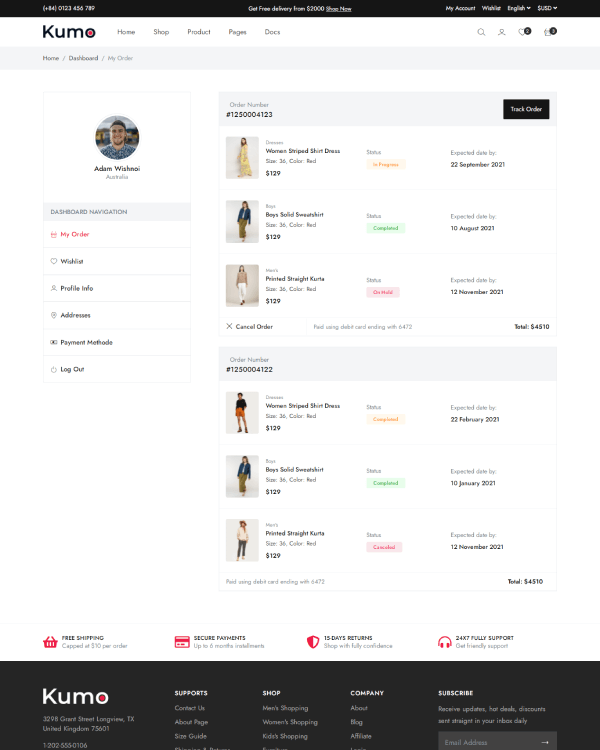 (+84) 0123 456 789
Get Free delivery from $2000 Shop Now
My Account Wishlist English $USD
Kumo
Home Shop Product Pages Docs
2 3
Home / Dashboard / My Order
Adam Wishnoi
Australia
DASHBOARD NAVIGATION
My Order
Wishlist
Profile Info
Addresses
Payment Methode
Log Out
Order Number
#1250004123
Track Order
Dresses
Women Striped Shirt Dress
Size: 36, Color: Red
$129
Status
In Progress
Expected date by:
22 September 2021
Boys
Boys Solid Sweatshirt
Size: 36, Color: Red
$129
Status
Completed
Expected date by:
10 August 2021
Men's
Printed Straight Kurta
Size: 36, Color: Red
$129
Status
On Hold
Expected date by:
12 November 2021
Cancel Order
Paid using debit card ending with 6472
Total: $4510
Order Number
#1250004122
Dresses
Women Striped Shirt Dress
Size: 36, Color: Red
$129
Status
Completed
Expected date by:
22 February 2021
Boys
Boys Solid Sweatshirt
Size: 36, Color: Red
$129
Status
Completed
Expected date by:
10 January 2021
Men's
Printed Straight Kurta
Size: 36, Color: Red
$129
Status
Canceled
Expected date by:
12 November 2021
Paid using debit card ending with 6472
Total: $4510
FREE SHIPPING
Capped at $10 per order
SECURE PAYMENTS
Up to 6 months installments
15-DAYS RETURNS
Shop with fully confidence
24X7 FULLY SUPPORT
Get friendly support
Kumo
3298 Grant Street Longview, TX
United Kingdom 75601
1-202-555-0106
SUPPORTS
Contact Us
About Page
Size Guide
Shipping & Returns
SHOP
Men's Shopping
Women's Shopping
Kids's Shopping
COMPANY
About
Blog
Affiliate
Login
SUBSCRIBE
Receive updates, hot deals, discounts
sent straignt in your inbox daily
Email Address